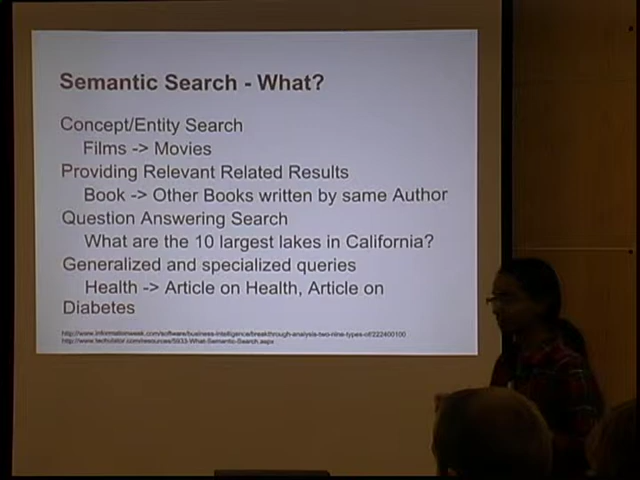 Semantic Search - What?
Concept/Entity Search
Films -> Movies
Providing Relevant Related Results
Book -> Other Books written by same Author
Question Answering Search
What are the 10 largest lakes in California?
Generalized and specialized queries
Health -> Article on Health, Article on
Diabetes